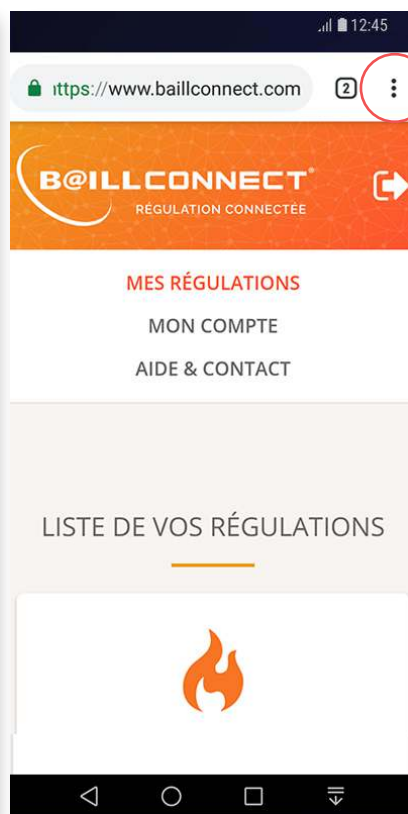 12:45
ttps://www.baillconnect.com
2
B@ILLCONNECT®
RÉGULATION CONNECTÉE
MES RÉGULATIONS
MON COMPTE
AIDE & CONTACT
LISTE DE VOS RÉGULATIONS